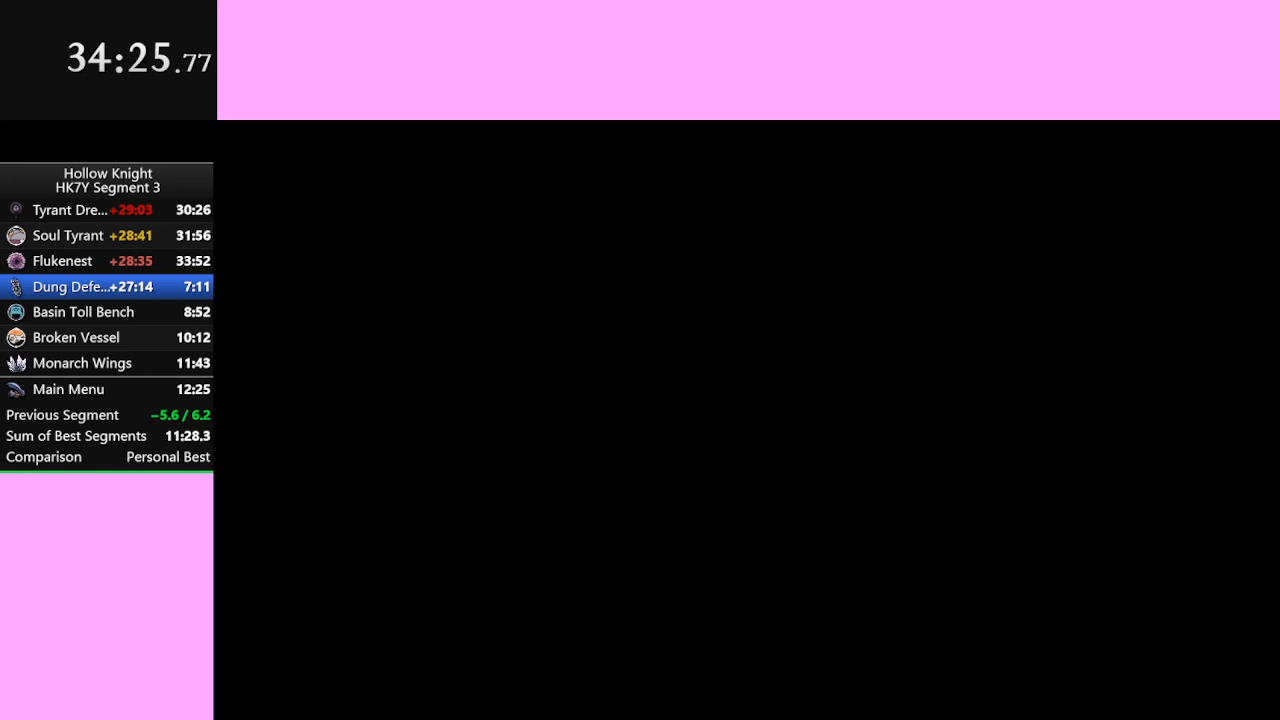 34:25.77
Hollow Knight
HK7Y Segment 3
Tyrant Dre... +29:03 30:26
Soul Tyrant +28:41 31:56
Flukenest +28:35 33:52
Dung Defe... +27:14 7:11
Basin Toll Bench 8:52
Broken Vessel 10:12
Monarch Wings 11:43
Main Menu 12:25
Previous Segment −5.6 / 6.2
Sum of Best Segments 11:28.3
Comparison Personal Best